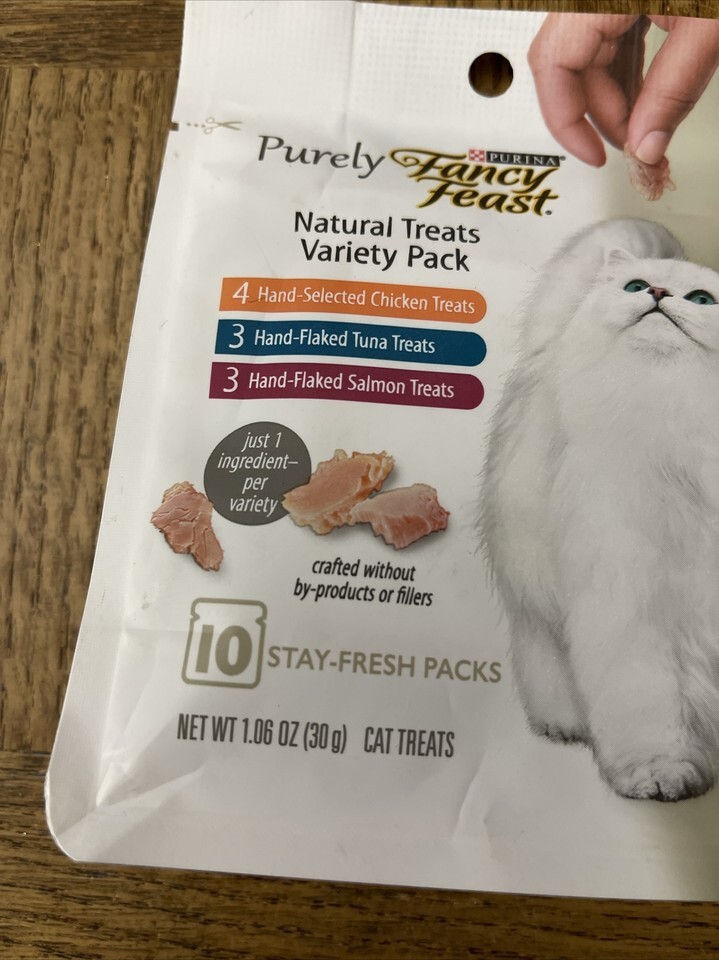 Purely PURINA®
Fancy
Feast®
Natural Treats
Variety Pack
4 Hand-Selected Chicken Treats
3 Hand-Flaked Tuna Treats
3 Hand-Flaked Salmon Treats
just 1
ingredient–
per
variety
crafted without
by-products or fillers
10 STAY-FRESH PACKS
NET WT 1.06 OZ (30 g) CAT TREATS